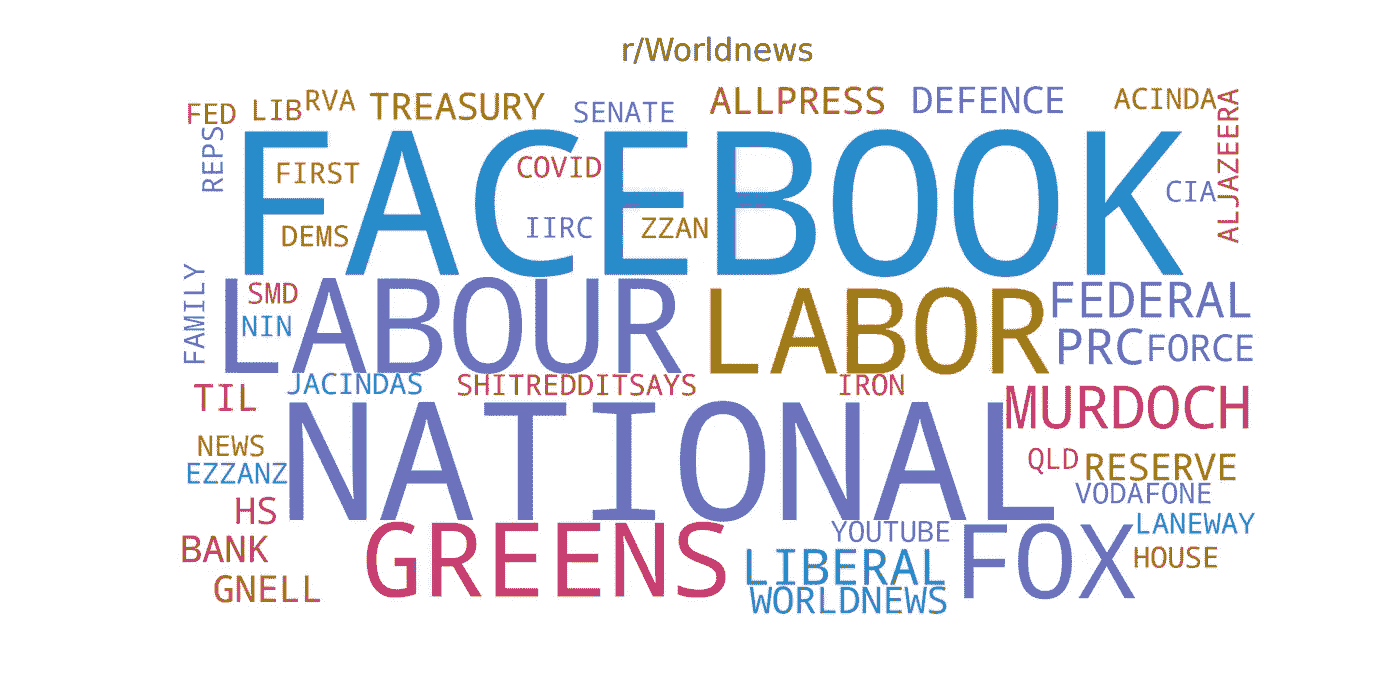 r/Worldnews
FED LIB RVA TREASURY SENATE ALLPRESS DEFENCE ACINDA
REPS FACEBOOK ALJAZEERA
FIRST COVID CIA
DEMS IIRC ZZAN
FAMILY LABOUR LABOR FEDERAL
SMD
NIN PRC FORCE
JACINDAS SHITREDDITSAYS IRON
TIL NATIONAL MURDOCH
NEWS QLD RESERVE
EZZANZ VODAFONE
HS LANEWAY
BANK GREENS YOUTUBE FOX HOUSE
LIBERAL
GNELL WORLDNEWS